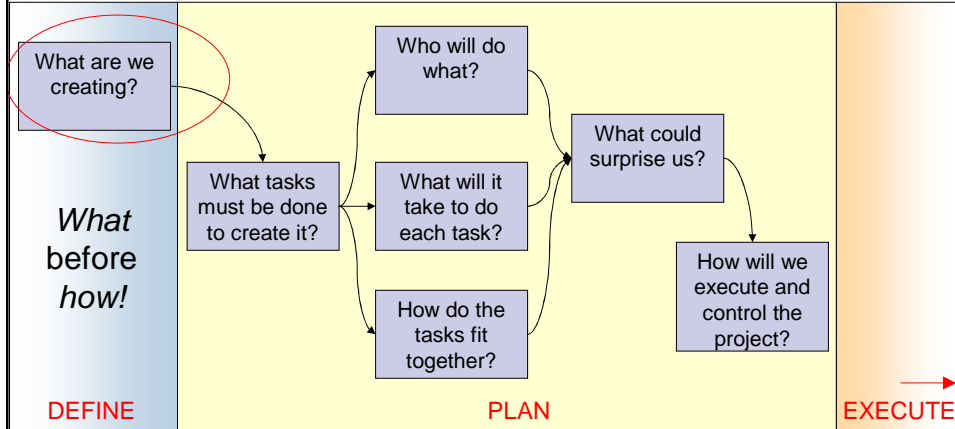 What are we
creating?
What
before
how!
DEFINE
What tasks
must be done
to create it?
Who will do
what?
What will it
take to do
each task?
How do the
tasks fit
together?
What could
surprise us?
How will we
execute and
control the
project?
PLAN
EXECUTE